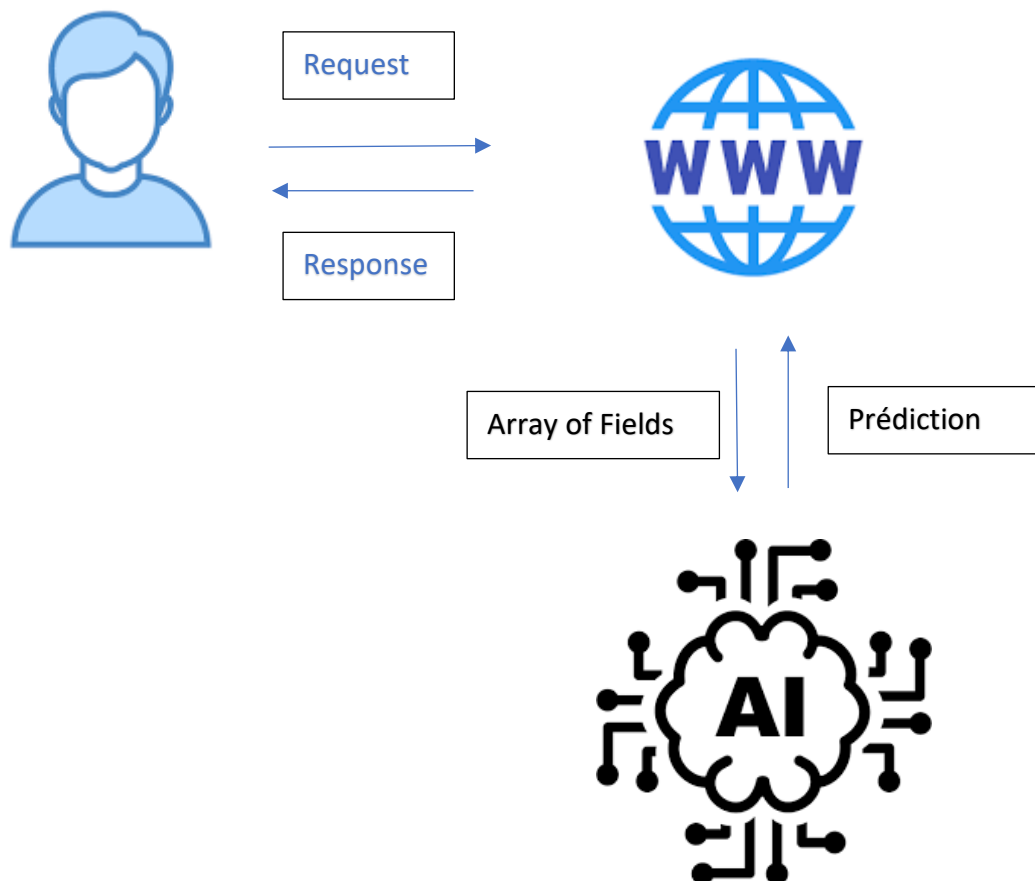 Request
WWW
Response
Array of Fields
Prédiction
AI